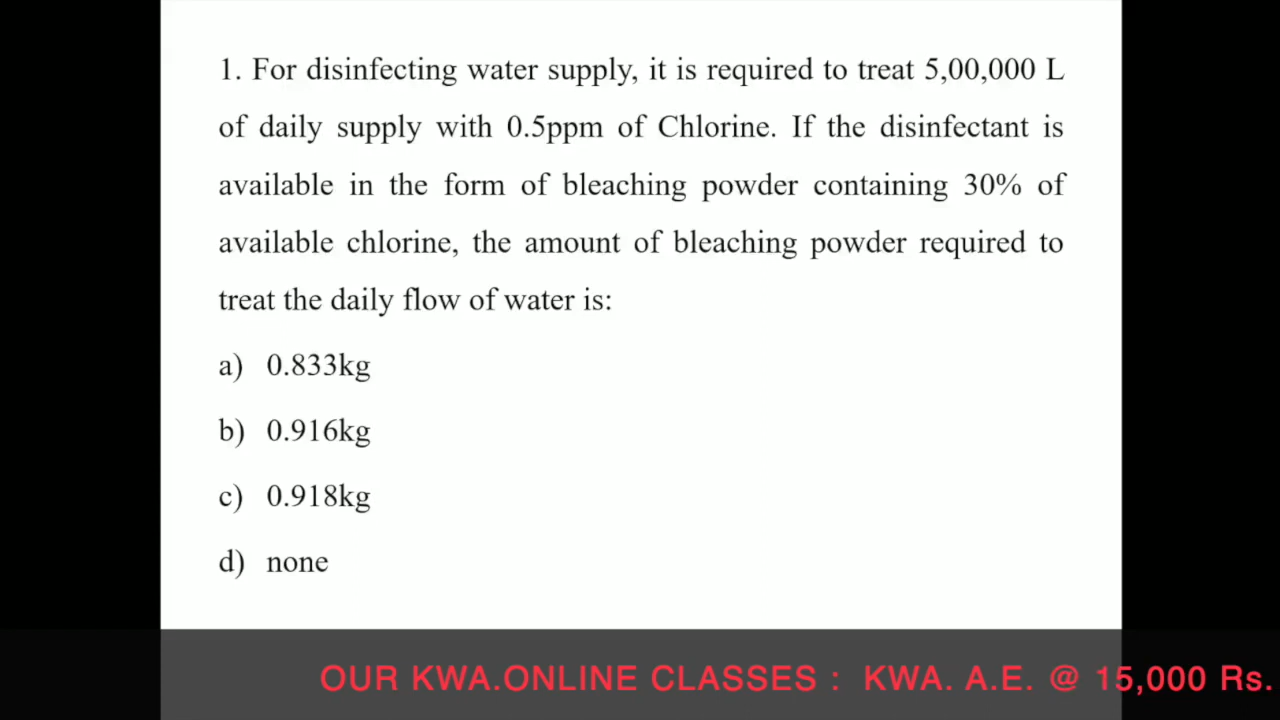 1. For disinfecting water supply, it is required to treat 5,00,000 L
of daily supply with 0.5ppm of Chlorine. If the disinfectant is
available in the form of bleaching powder containing 30% of
available chlorine, the amount of bleaching powder required to
treat the daily flow of water is:
a) 0.833kg
b) 0.916kg
c) 0.918kg
d) none
OUR KWA.ONLINE CLASSES : KWA. A.E. @ 15,000 Rs.